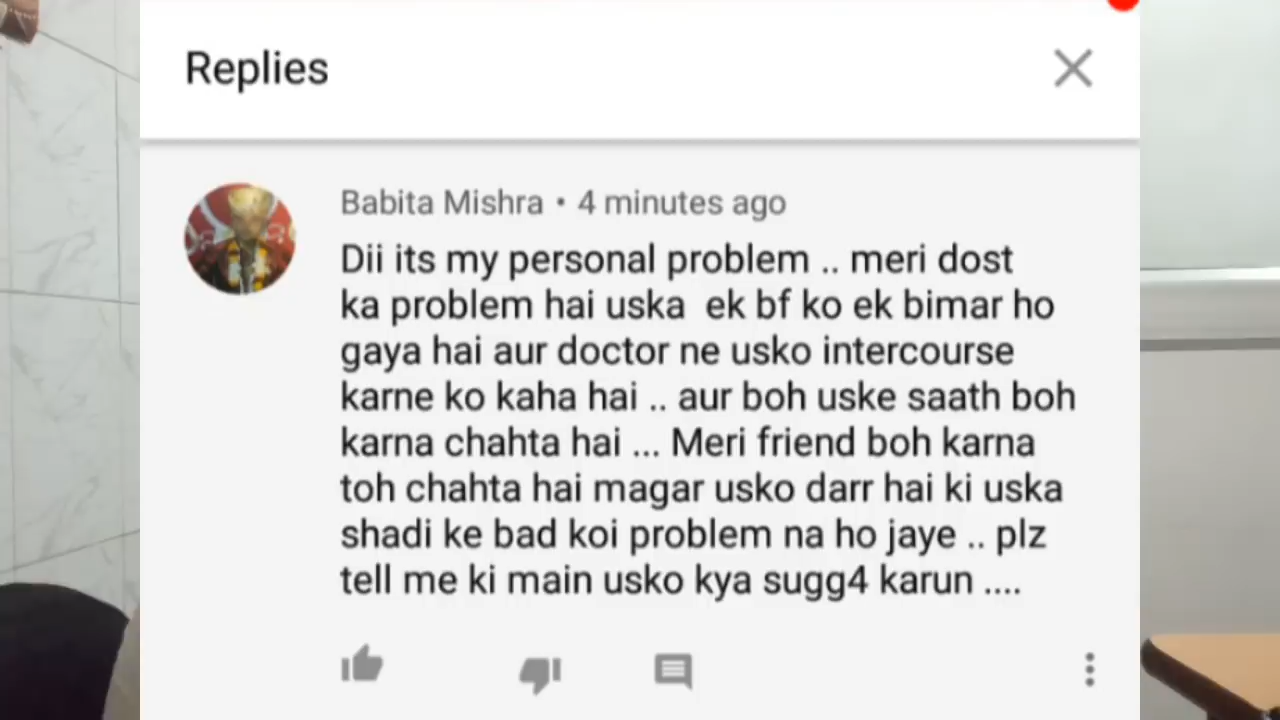 Replies
Babita Mishra • 4 minutes ago
Dii its my personal problem .. meri dost
ka problem hai uska ek bf ko ek bimar ho
gaya hai aur doctor ne usko intercourse
karne ko kaha hai .. aur boh uske saath boh
karna chahta hai ... Meri friend boh karna
toh chahta hai magar usko darr hai ki uska
shadi ke bad koi problem na ho jaye .. plz
tell me ki main usko kya sugg4 karun ....